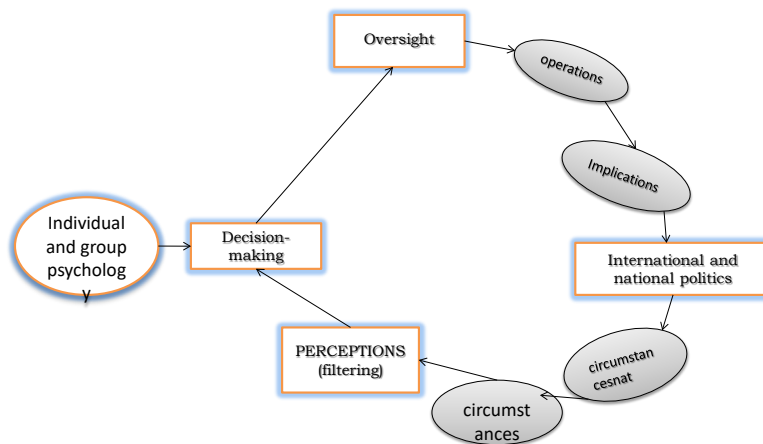 Oversight
operations
Implications
Individual
and group
psycholog
y
Decision-
making
International and
national politics
PERCEPTIONS
(filtering)
circumstan
cesnat
circumst
ances